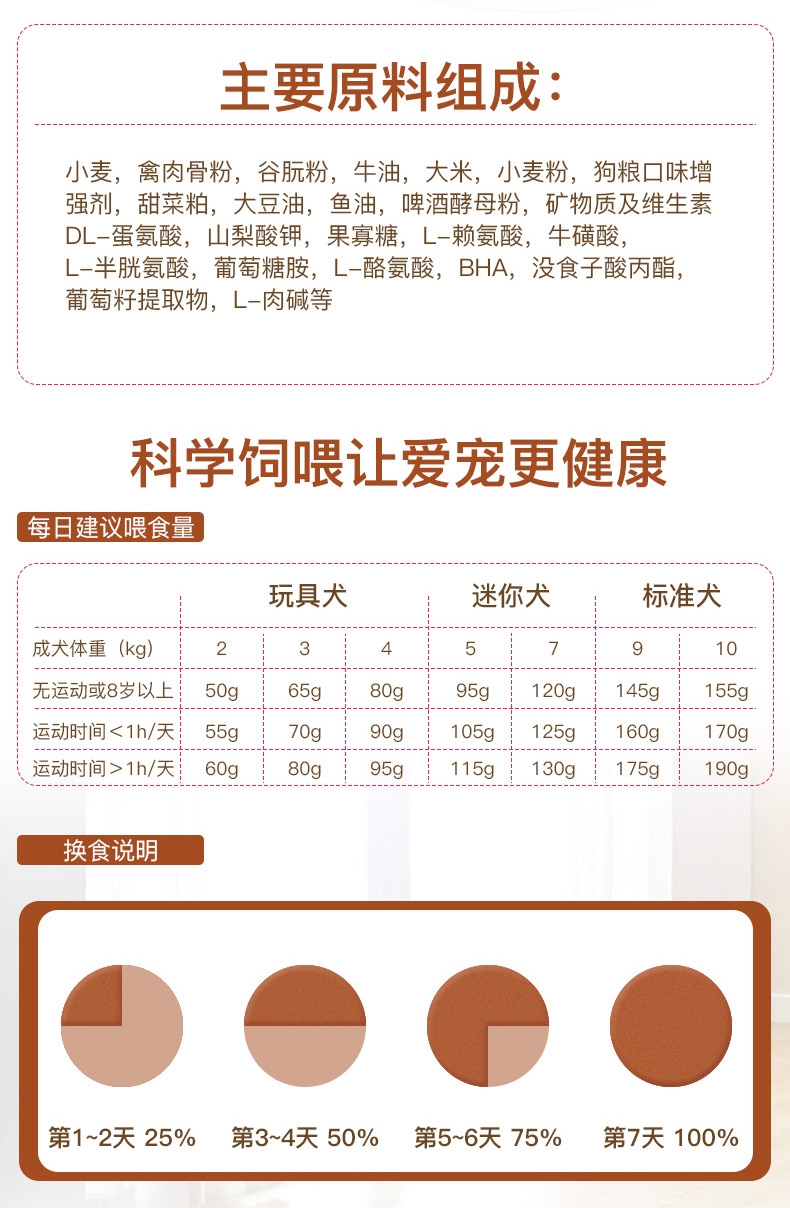 主要原料组成：
小麦，禽肉骨粉，谷朊粉，牛油，大米，小麦粉，狗粮口味增
强剂，甜菜粕，大豆油，鱼油，啤酒酵母粉，矿物质及维生素
DL-蛋氨酸，山梨酸钾，果寡糖，L-赖氨酸，牛磺酸，
L-半胱氨酸，葡萄糖胺，L-酪氨酸，BHA，没食子酸丙酯，
葡萄籽提取物，L-肉碱等
科学饲喂让爱宠更健康
每日建议喂食量
玩具犬 迷你犬 标准犬
成犬体重（kg） 2 3 4 5 7 9 10
无运动或8岁以上 50g 65g 80g 95g 120g 145g 155g
运动时间＜1h/天 55g 70g 90g 105g 125g 160g 170g
运动时间＞1h/天 60g 80g 95g 115g 130g 175g 190g
换食说明
第1~2天 25% 第3~4天 50% 第5~6天 75% 第7天 100%